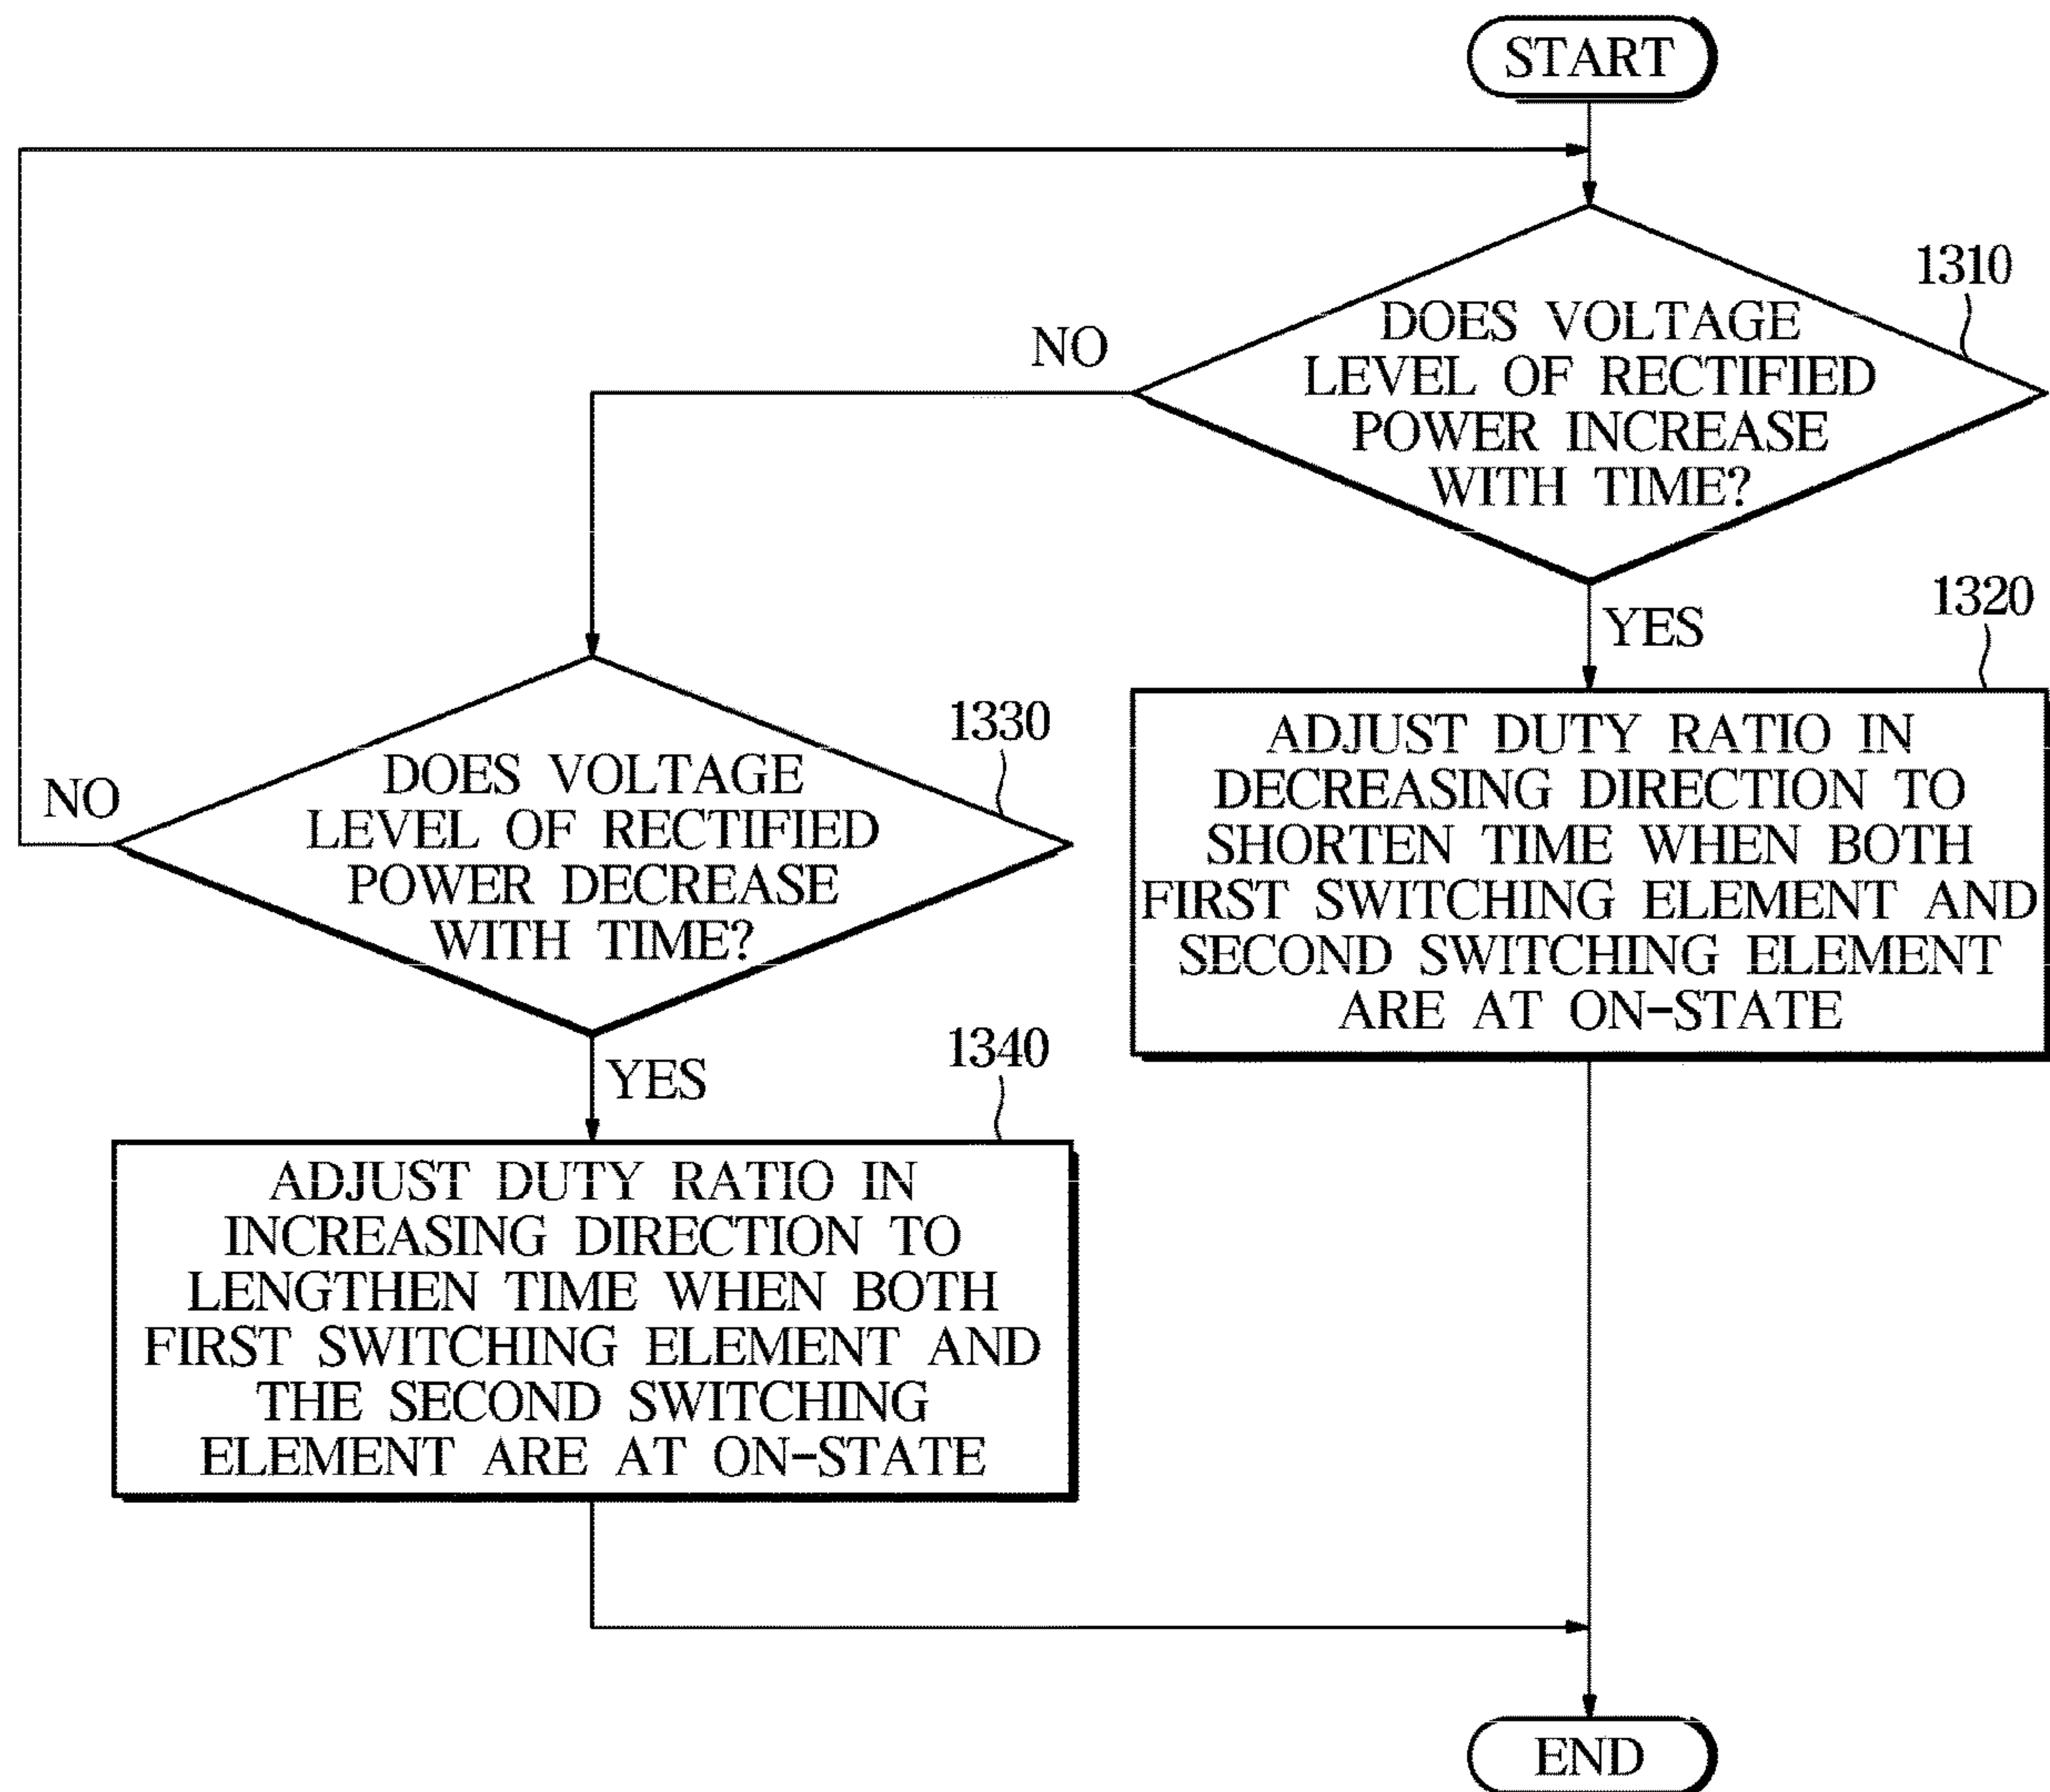 START
1310
DOES VOLTAGE
LEVEL OF RECTIFIED
POWER INCREASE
WITH TIME?
NO
YES
1320
ADJUST DUTY RATIO IN
DECREASING DIRECTION TO
SHORTEN TIME WHEN BOTH
FIRST SWITCHING ELEMENT AND
SECOND SWITCHING ELEMENT
ARE AT ON-STATE
1330
DOES VOLTAGE
LEVEL OF RECTIFIED
POWER DECREASE
WITH TIME?
NO
YES
1340
ADJUST DUTY RATIO IN
INCREASING DIRECTION TO
LENGTHEN TIME WHEN BOTH
FIRST SWITCHING ELEMENT AND
THE SECOND SWITCHING
ELEMENT ARE AT ON-STATE
END